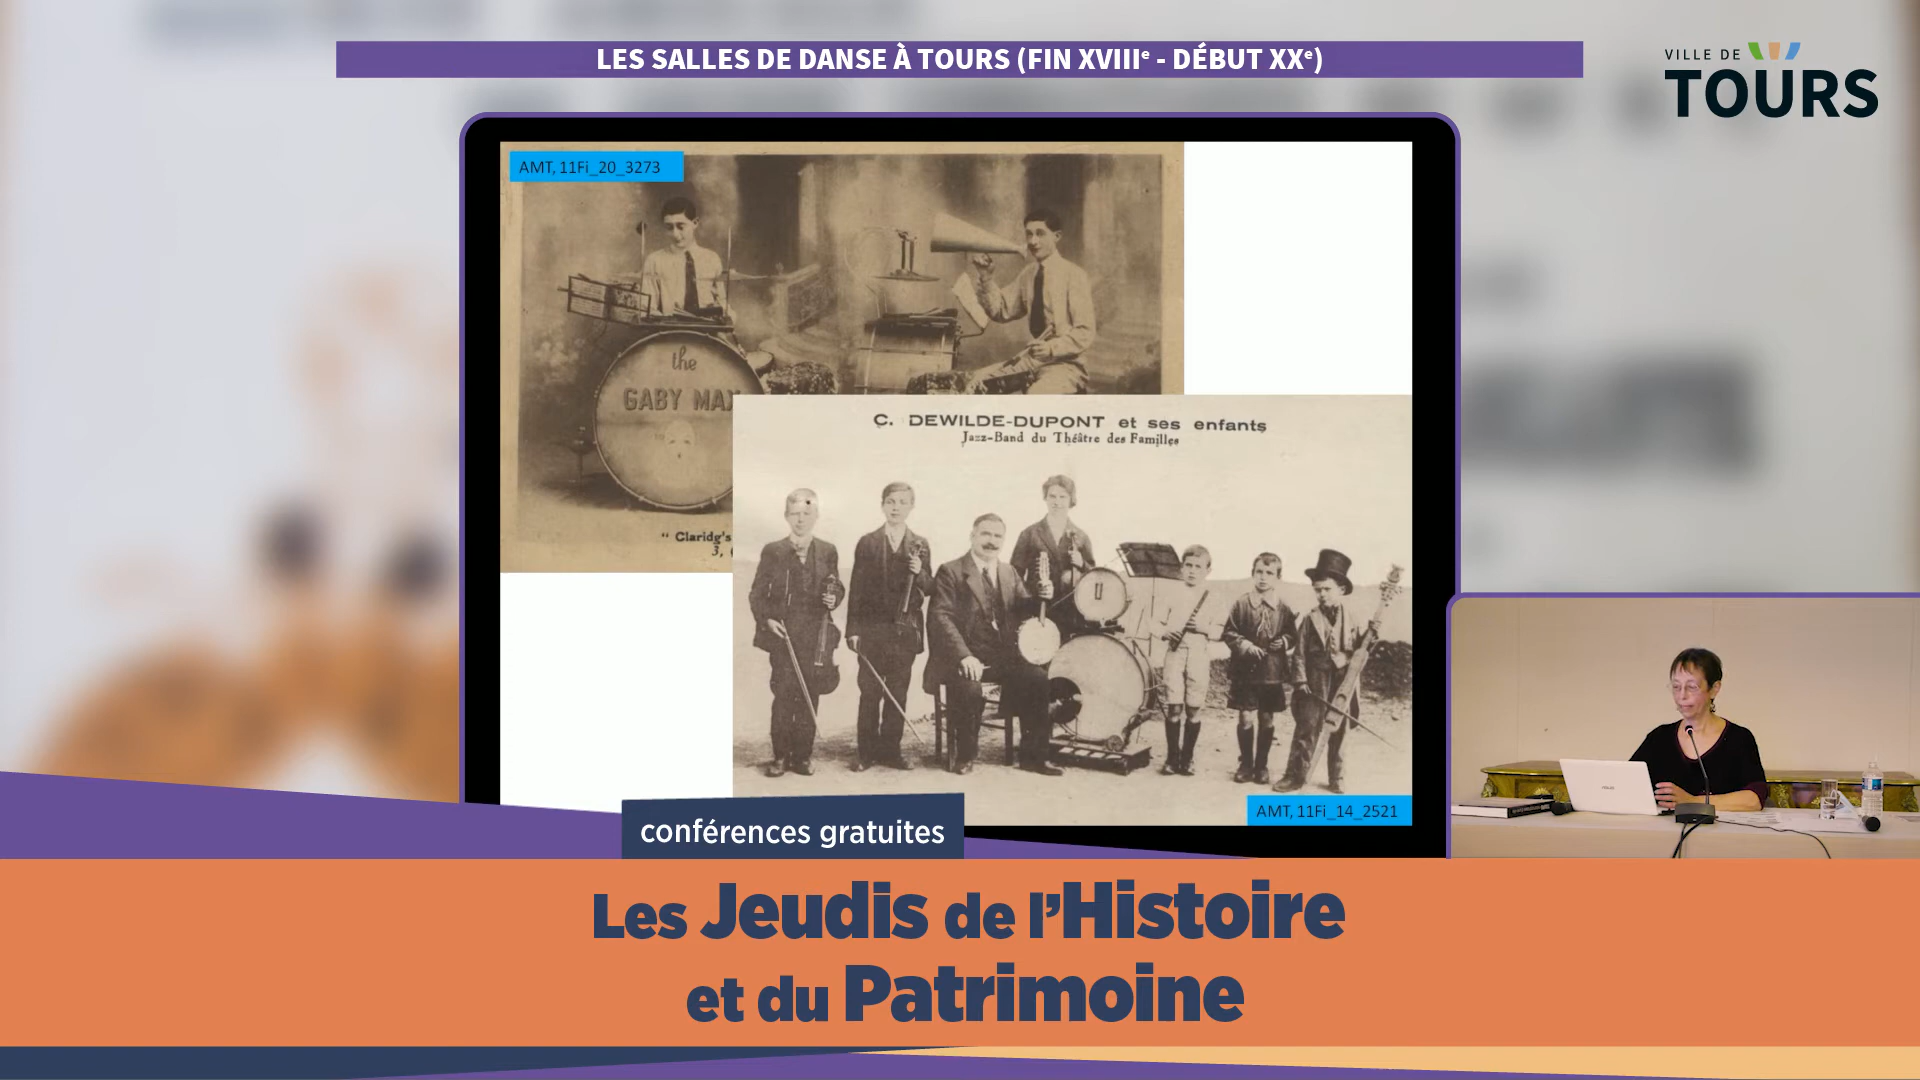 LES SALLES DE DANSE À TOURS (FIN XVIIIᵉ - DÉBUT XXᵉ)
VILLE DE
TOURS
AMT, 11Fi_20_3273
the
GABY MAX
C. DEWILDE-DUPONT et ses enfants
Jazz-Band du Théâtre des Familles
" Claridg's
3,
AMT, 11Fi_14_2521
conférences gratuites
Les Jeudis de l'Histoire
et du Patrimoine